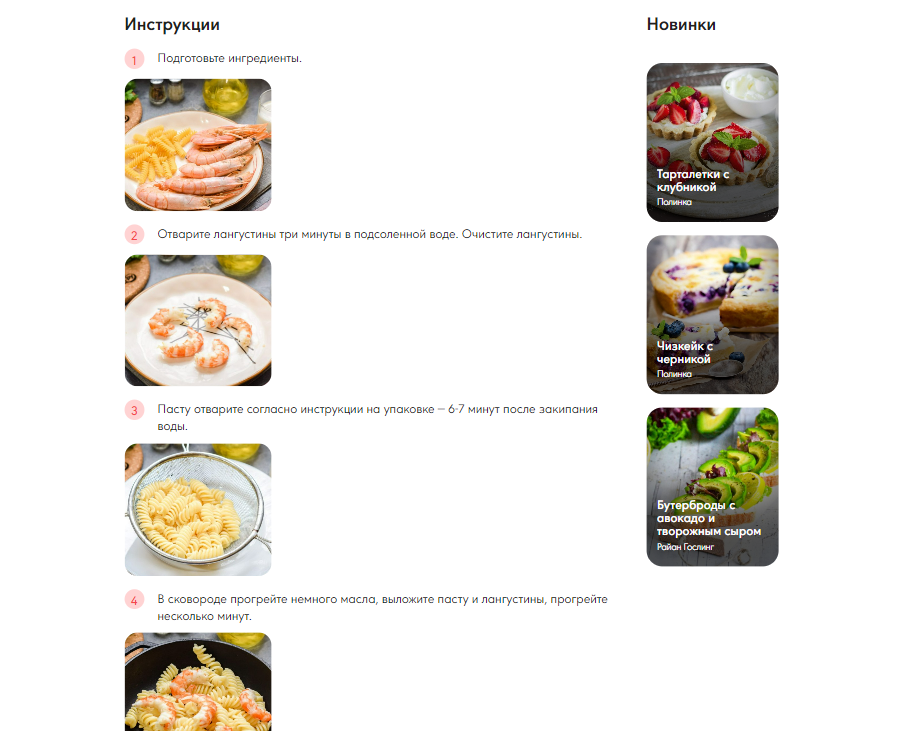 Инструкции
1
Подготовьте ингредиенты.
2
Отварите лангустины три минуты в подсоленной воде. Очистите лангустины.
3
Пасту отварите согласно инструкции на упаковке – 6-7 минут после закипания
воды.
4
В сковороде прогрейте немного масла, выложите пасту и лангустины, прогрейте
несколько минут.
Новинки
Тарталетки с
клубникой
Полинка
Чизкейк с
черникой
Полинка
Бутерброды с
авокадо и
творожным сыром
Райан Гослинг